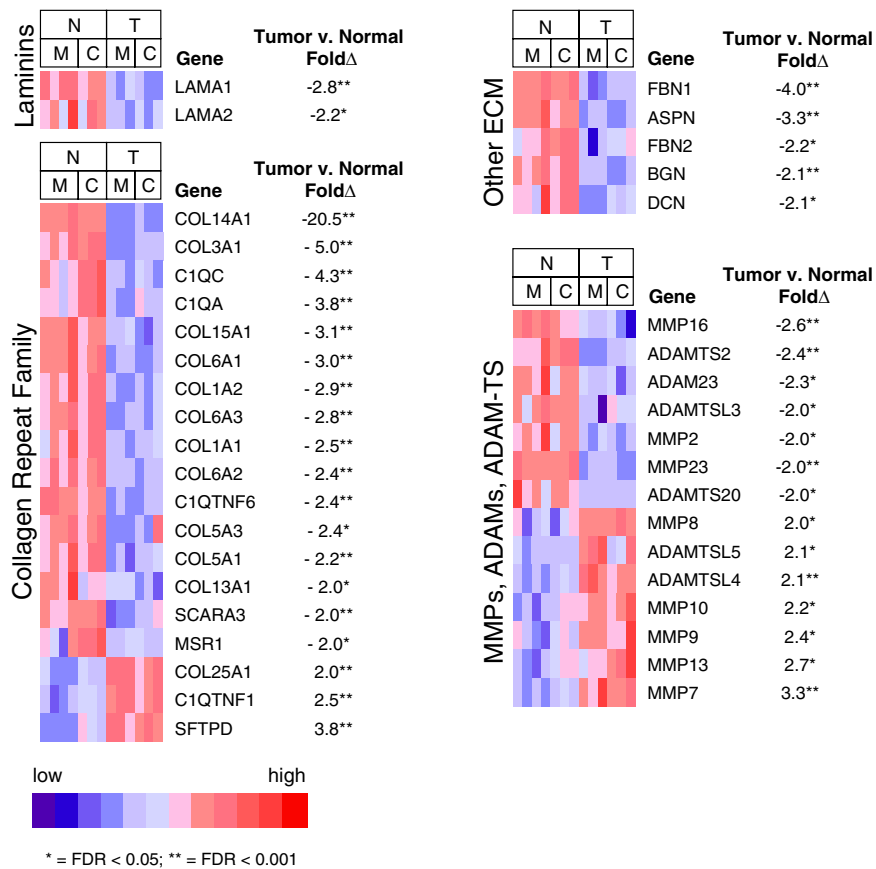 Laminins
N T
M C M C
Gene
Tumor v. Normal
Fold∆
LAMA1 -2.8**
LAMA2 -2.2*
Collagen Repeat Family
N T
M C M C
Gene
Tumor v. Normal
Fold∆
COL14A1 -20.5**
COL3A1 - 5.0**
C1QC - 4.3**
C1QA - 3.8**
COL15A1 - 3.1**
COL6A1 - 3.0**
COL1A2 - 2.9**
COL6A3 - 2.8**
COL1A1 - 2.5**
COL6A2 - 2.4**
C1QTNF6 - 2.4**
COL5A3 - 2.4*
COL5A1 - 2.2**
COL13A1 - 2.0*
SCARA3 - 2.0**
MSR1 - 2.0*
COL25A1 2.0**
C1QTNF1 2.5**
SFTPD 3.8**
low high
* = FDR < 0.05; ** = FDR < 0.001
Other ECM
N T
M C M C
Gene
Tumor v. Normal
Fold∆
FBN1 -4.0**
ASPN -3.3**
FBN2 -2.2*
BGN -2.1**
DCN -2.1*
MMPs, ADAMs, ADAM-TS
N T
M C M C
Gene
Tumor v. Normal
Fold∆
MMP16 -2.6**
ADAMTS2 -2.4**
ADAM23 -2.3*
ADAMTSL3 -2.0*
MMP2 -2.0*
MMP23 -2.0**
ADAMTS20 -2.0*
MMP8 2.0*
ADAMTSL5 2.1*
ADAMTSL4 2.1**
MMP10 2.2*
MMP9 2.4*
MMP13 2.7*
MMP7 3.3**